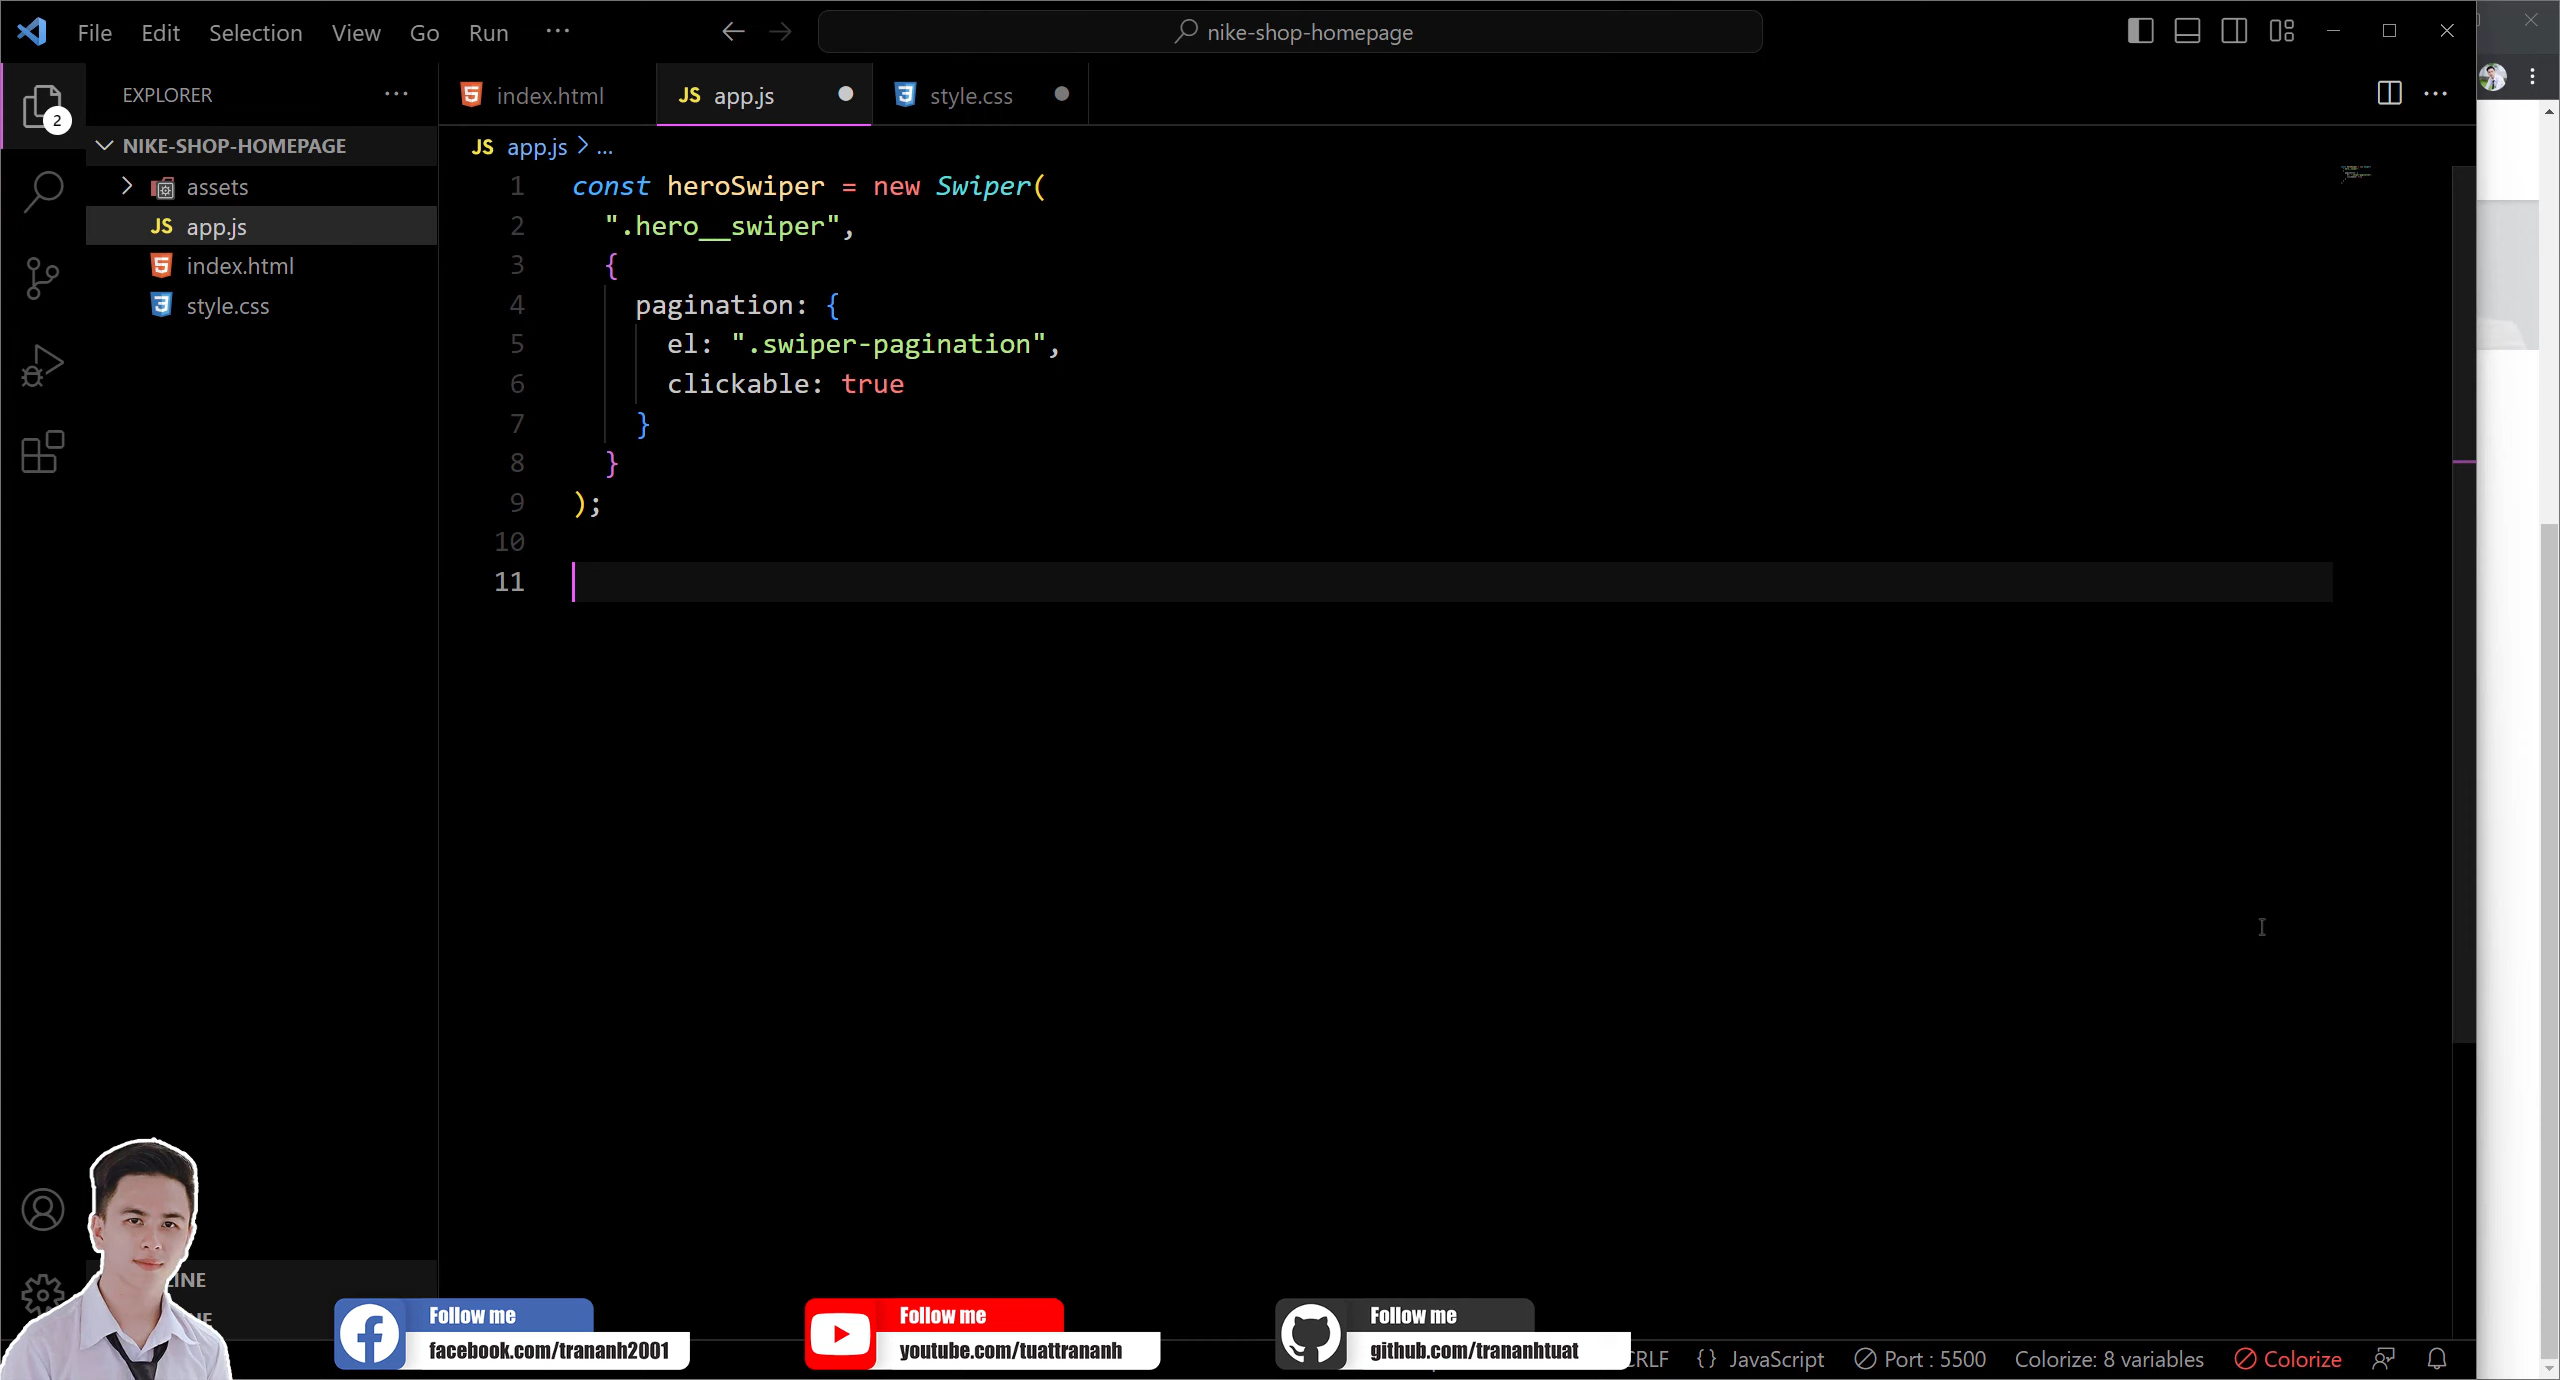 File Edit Selection View Go Run ...
nike-shop-homepage
EXPLORER
2
index.html
JS app.js
style.css
NIKE-SHOP-HOMEPAGE
JS app.js > ...
assets
JS app.js
index.html
style.css
1 const heroSwiper = new Swiper(
2 ".hero__swiper",
3 {
4 pagination: {
5 el: ".swiper-pagination",
6 clickable: true
7 }
8 }
9 );
10
11
Follow me
facebook.com/trananh2001
Follow me
youtube.com/tuattrananh
Follow me
github.com/trananhtuat
{} JavaScript
Port : 5500
Colorize: 8 variables
Colorize